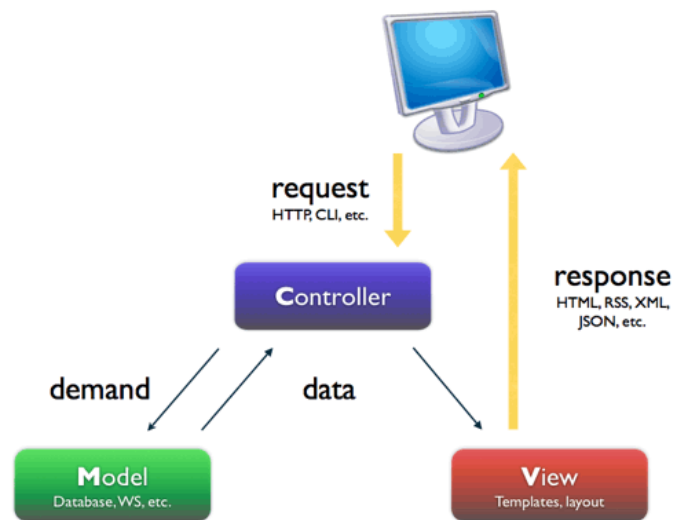 request
HTTP, CLI, etc.
Controller
response
HTML, RSS, XML,
JSON, etc.
demand
data
Model
Database, WS, etc.
View
Templates, layout